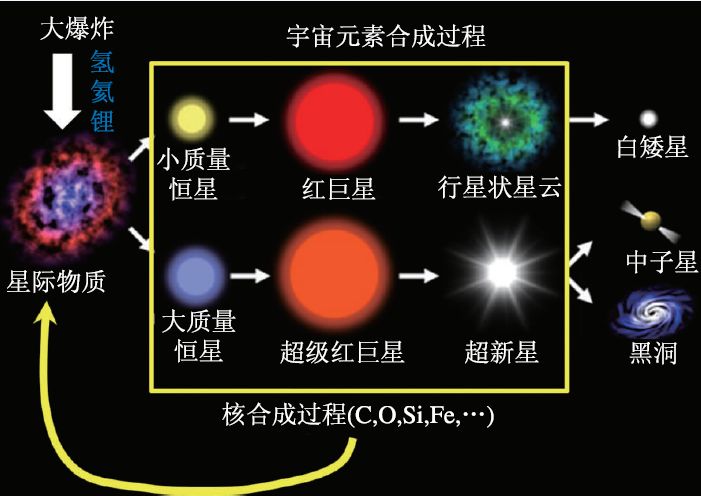 大爆炸
宇宙元素合成过程
氢
氦
锂
小质量
恒星
红巨星
行星状星云
白矮星
星际物质
大质量
恒星
超级红巨星
超新星
中子星
黑洞
核合成过程(C,O,Si,Fe,…)